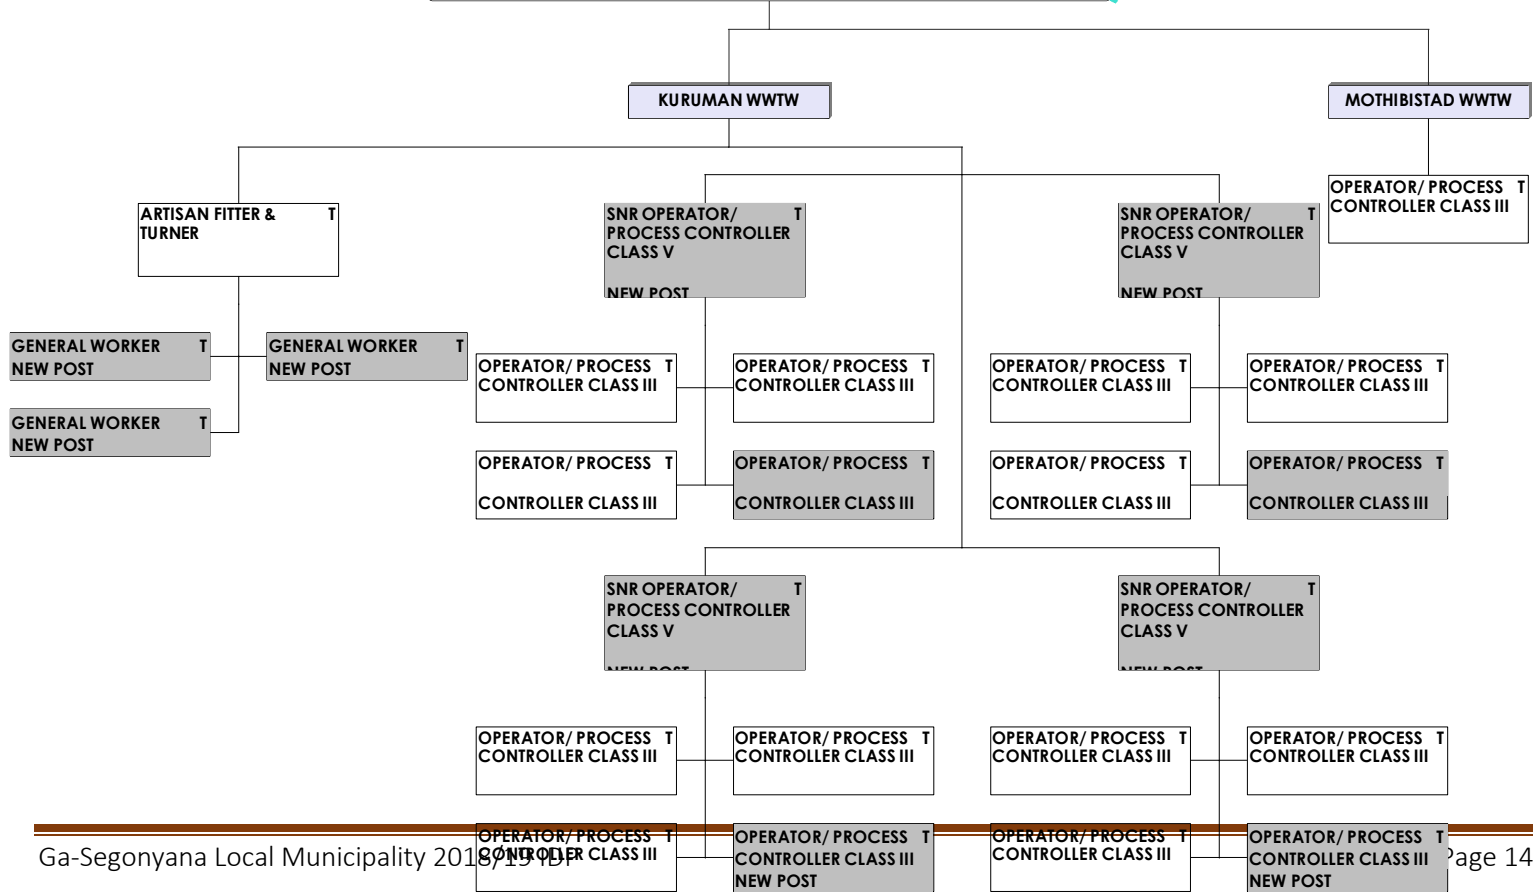 KURUMAN WWTW
MOTHIBISTAD WWTW
OPERATOR/ PROCESS T
CONTROLLER CLASS III
ARTISAN FITTER & T
TURNER
SNR OPERATOR/ T
PROCESS CONTROLLER
CLASS V
NEW POST
SNR OPERATOR/ T
PROCESS CONTROLLER
CLASS V
NEW POST
GENERAL WORKER T
NEW POST
GENERAL WORKER T
NEW POST
GENERAL WORKER T
NEW POST
OPERATOR/ PROCESS T
CONTROLLER CLASS III
OPERATOR/ PROCESS T
CONTROLLER CLASS III
OPERATOR/ PROCESS T
CONTROLLER CLASS III
OPERATOR/ PROCESS T
CONTROLLER CLASS III
OPERATOR/ PROCESS T
CONTROLLER CLASS III
OPERATOR/ PROCESS T
CONTROLLER CLASS III
OPERATOR/ PROCESS T
CONTROLLER CLASS III
OPERATOR/ PROCESS T
CONTROLLER CLASS III
SNR OPERATOR/ T
PROCESS CONTROLLER
CLASS V
NEW POST
SNR OPERATOR/ T
PROCESS CONTROLLER
CLASS V
NEW POST
OPERATOR/ PROCESS T
CONTROLLER CLASS III
OPERATOR/ PROCESS T
CONTROLLER CLASS III
OPERATOR/ PROCESS T
CONTROLLER CLASS III
OPERATOR/ PROCESS T
CONTROLLER CLASS III
OPERATOR/ PROCESS T
CONTROLLER CLASS III
OPERATOR/ PROCESS T
CONTROLLER CLASS III
NEW POST
OPERATOR/ PROCESS T
CONTROLLER CLASS III
OPERATOR/ PROCESS T
CONTROLLER CLASS III
NEW POST
Ga-Segonyana Local Municipality 2018/19 IDP
Page 14